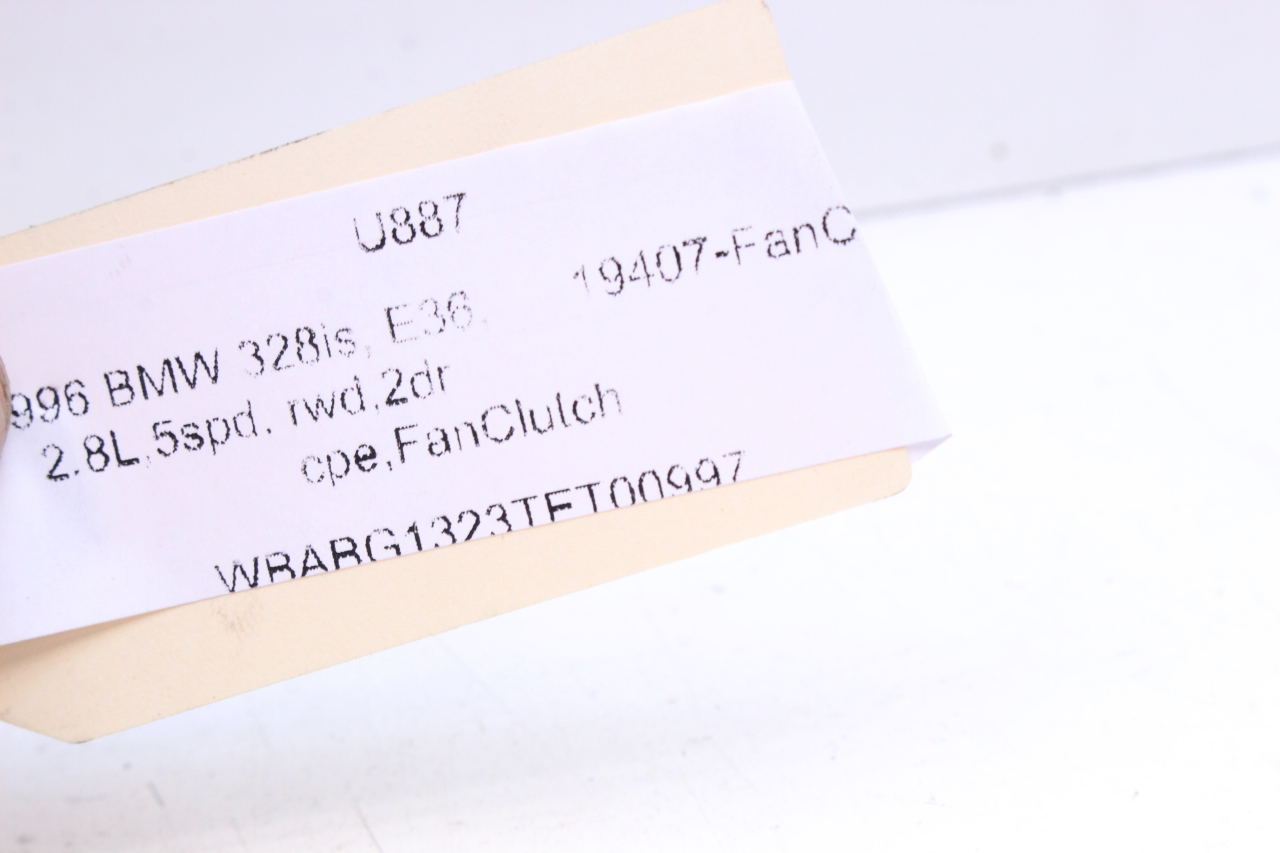 U887
19407-FanC
996 BMW 328is, E36,
2.8L,5spd, rwd,2dr
cpe,FanClutch
WBABG1323TET00997